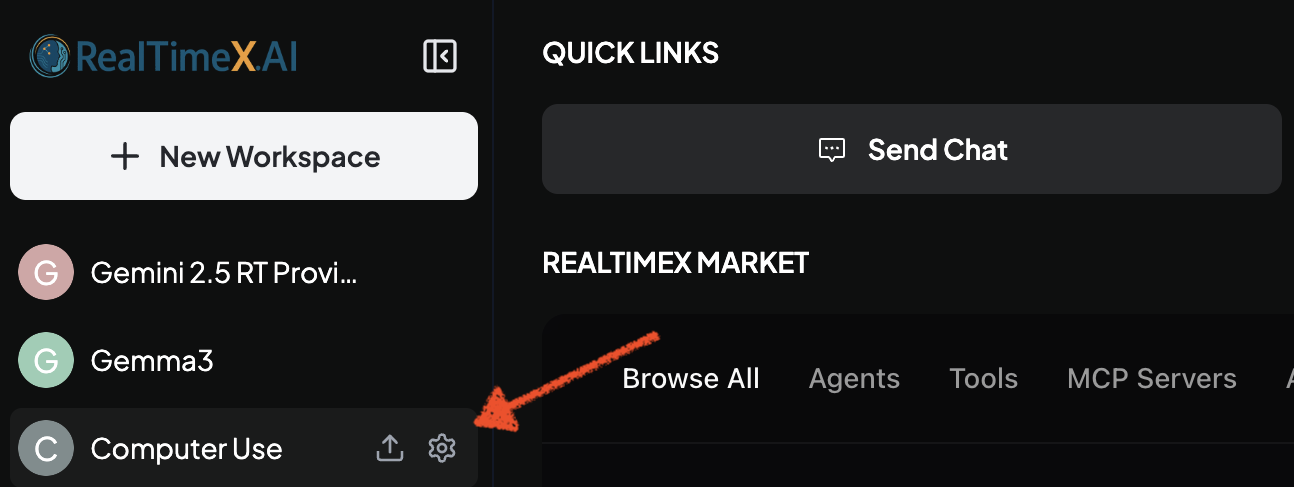 RealTimeX.AI
New Workspace
G
Gemini 2.5 RT Provi...
G
Gemma3
C
Computer Use
QUICK LINKS
Send Chat
REALTIMEX MARKET
Browse All
Agents
Tools
MCP Servers